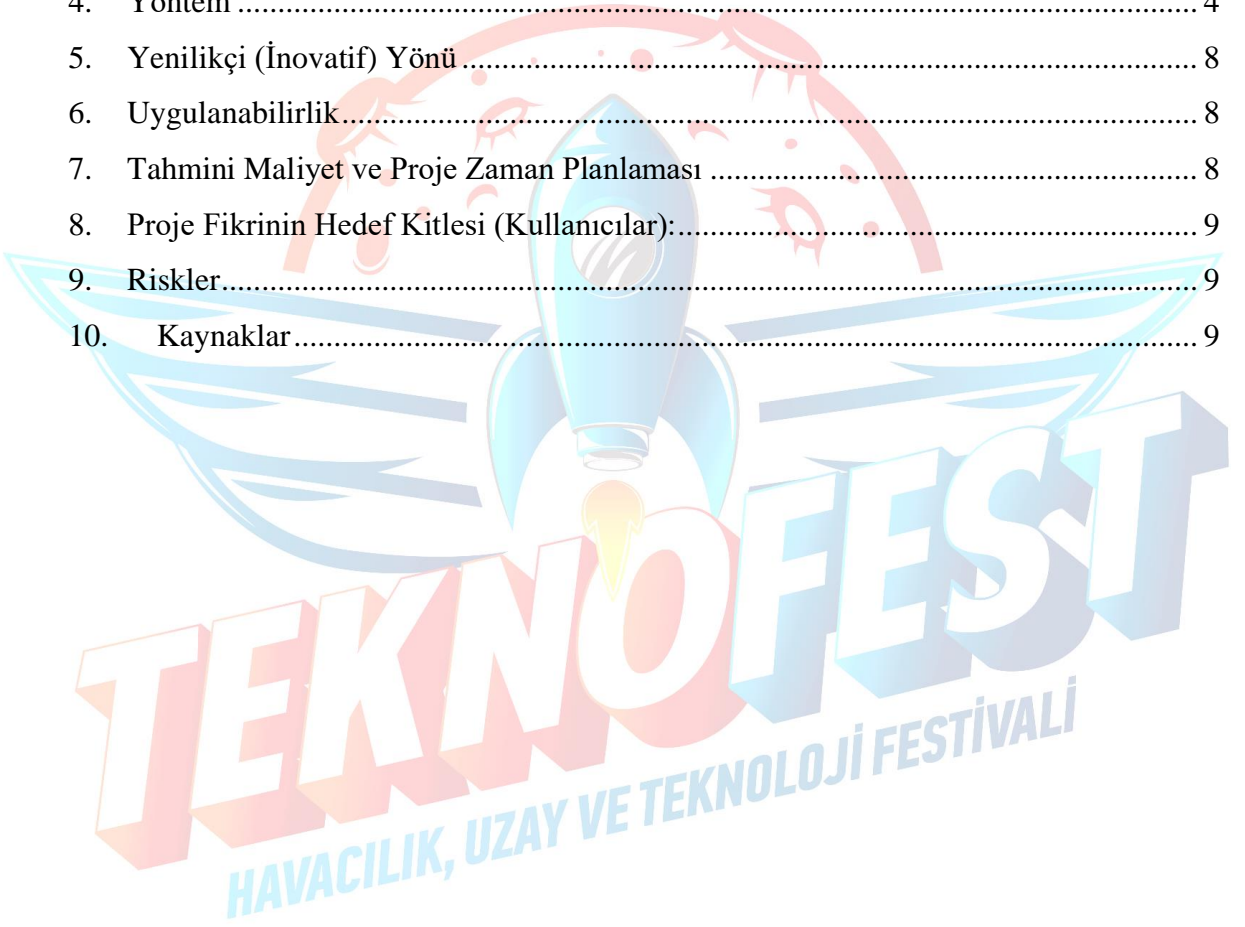 4. Yöntem ........................................................................................................ 4
5. Yenilikçi (İnovatif) Yönü ........................................................................................................ 8
6. Uygulanabilirlik ........................................................................................................ 8
7. Tahmini Maliyet ve Proje Zaman Planlaması ........................................................................................................ 8
8. Proje Fikrinin Hedef Kitlesi (Kullanıcılar): ........................................................................................................ 9
9. Riskler ........................................................................................................ 9
10. Kaynaklar ........................................................................................................ 9
TEKNOFEST
HAVACILIK, UZAY VE TEKNOLOJİ FESTİVALİ